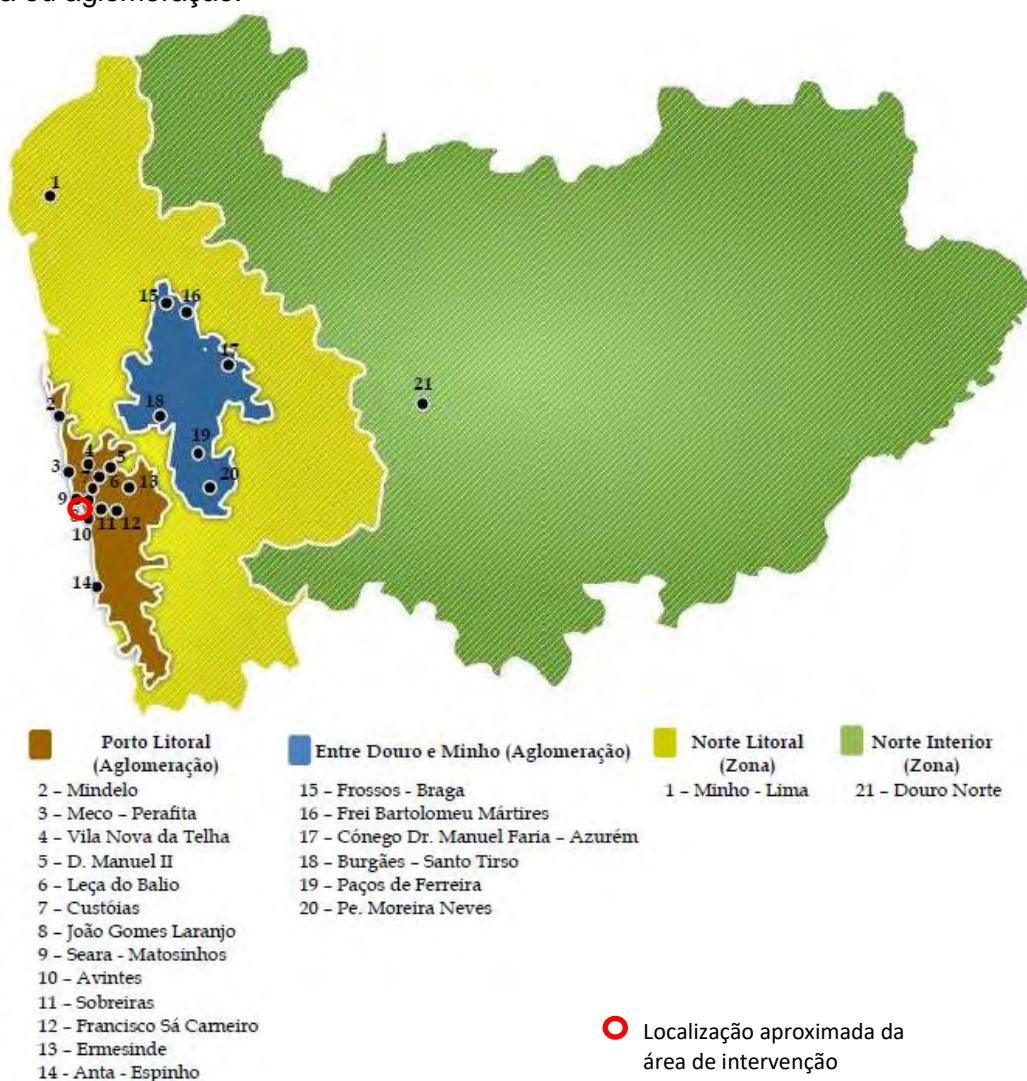 a ou aglomeração.
1
15
16
17
21
2
18
19
4
5
3
6
13
20
9
11
12
10
14
Porto Litoral
(Aglomeração)
2 – Mindelo
3 – Meco – Perafita
4 – Vila Nova da Telha
5 – D. Manuel II
6 – Leça do Balio
7 – Custóias
8 – João Gomes Laranjo
9 – Seara - Matosinhos
10 – Avintes
11 – Sobreiras
12 – Francisco Sá Carneiro
13 – Ermesinde
14 - Anta - Espinho
Entre Douro e Minho (Aglomeração)
15 – Frossos - Braga
16 – Frei Bartolomeu Mártires
17 – Cónego Dr. Manuel Faria – Azurém
18 – Burgães – Santo Tirso
19 – Paços de Ferreira
20 – Pe. Moreira Neves
Norte Litoral
(Zona)
1 – Minho - Lima
Norte Interior
(Zona)
21 – Douro Norte
Localização aproximada da
área de intervenção